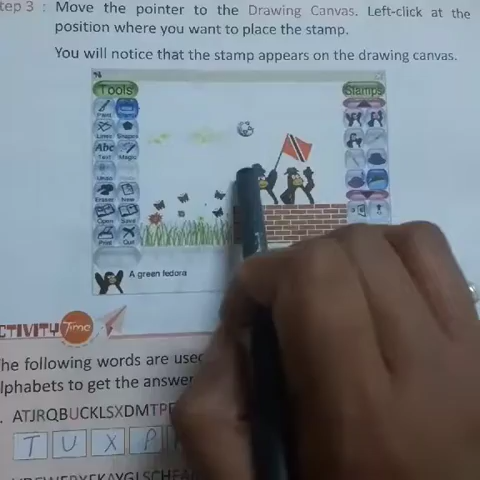 tep 3 : Move the pointer to the Drawing Canvas. Left-click at the
position where you want to place the stamp.
You will notice that the stamp appears on the drawing canvas.
Tools
Stamps
Paint
Lines Shapes
Abc
Text Magic
Undo
Eraser New
Open Save
Print Quit
A green fedora
CTIVITY Time
he following words are use
lphabets to get the answer
ATJRQBUCKLSXDMTP
T U X P